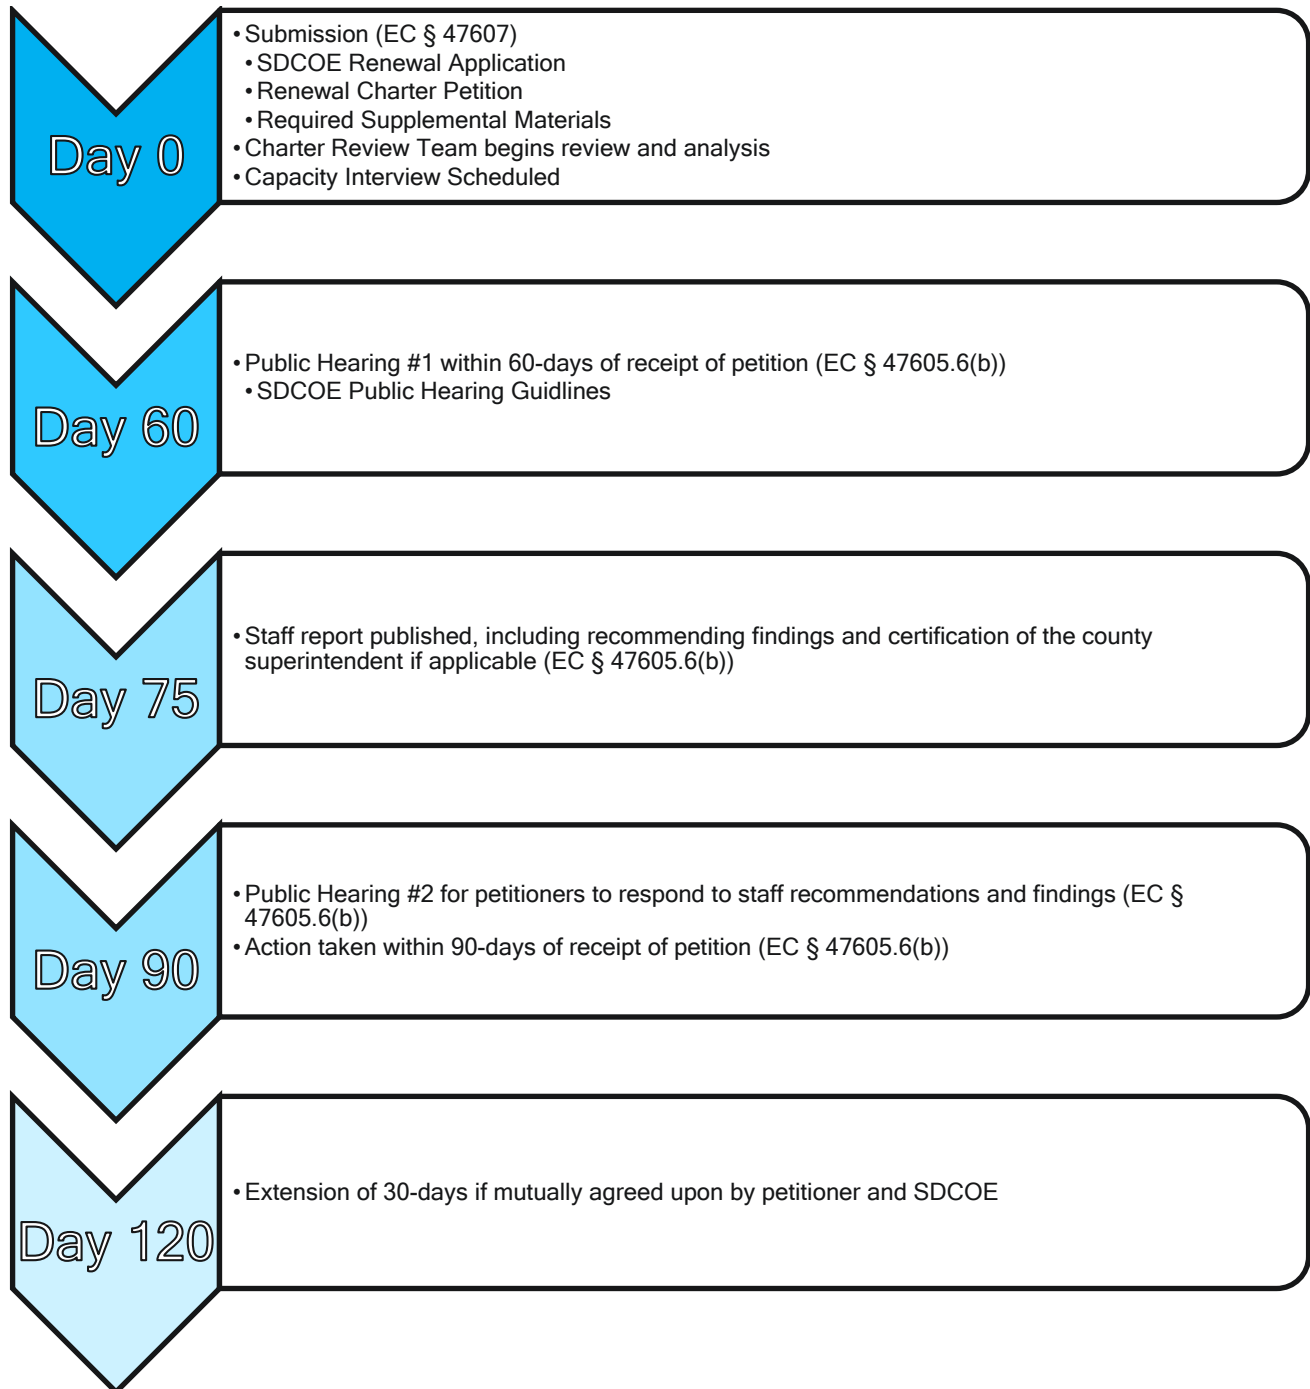 Day 0
• Submission (EC § 47607)
• SDCOE Renewal Application
• Renewal Charter Petition
• Required Supplemental Materials
• Charter Review Team begins review and analysis
• Capacity Interview Scheduled
Day 60
• Public Hearing #1 within 60-days of receipt of petition (EC § 47605.6(b))
• SDCOE Public Hearing Guidlines
Day 75
• Staff report published, including recommending findings and certification of the county
superintendent if applicable (EC § 47605.6(b))
Day 90
• Public Hearing #2 for petitioners to respond to staff recommendations and findings (EC §
47605.6(b))
• Action taken within 90-days of receipt of petition (EC § 47605.6(b))
Day 120
• Extension of 30-days if mutually agreed upon by petitioner and SDCOE